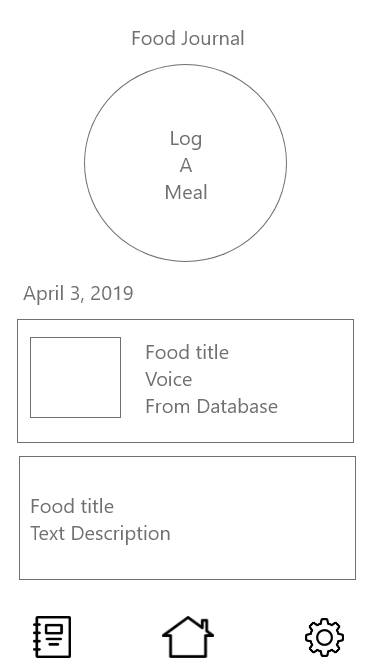 Food Journal
Log
A
Meal
April 3, 2019
Food title
Voice
From Database
Food title
Text Description